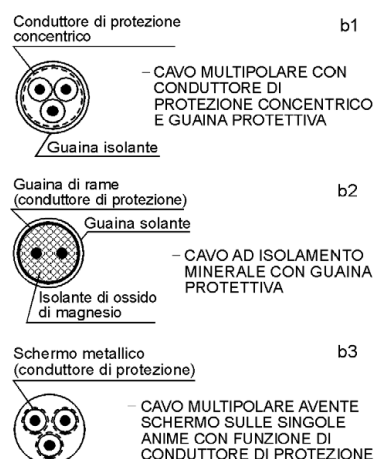 Conduttore di protezione
concentrico
b1
– CAVO MULTIPOLARE CON
CONDUTTORE DI
PROTEZIONE CONCENTRICO
E GUAINA PROTETTIVA
Guaina isolante
Guaina di rame
(conduttore di protezione)
b2
Guaina solante
– CAVO AD ISOLAMENTO
MINERALE CON GUAINA
PROTETTIVA
Isolante di ossido
di magnesio
Schermo metallico
(conduttore di protezione)
b3
– CAVO MULTIPOLARE AVENTE
SCHERMO SULLE SINGOLE
ANIME CON FUNZIONE DI
CONDUTTORE DI PROTEZIONE